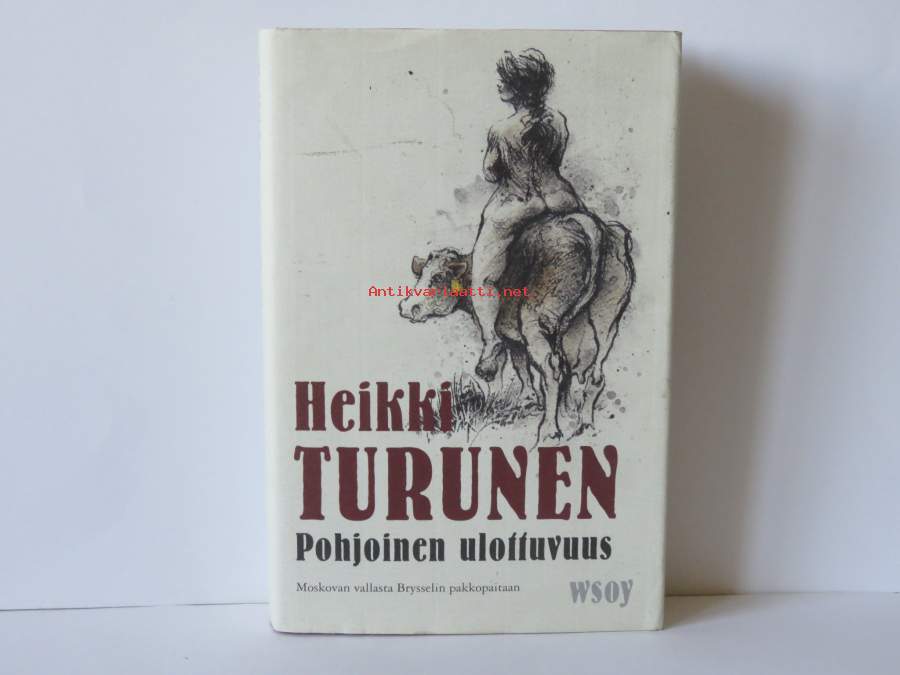 Antikvariaatti.net
Heikki
TURUNEN
Pohjoinen ulottuvuus
Moskovan vallasta Brysselin pakkopaitaan
wsoy